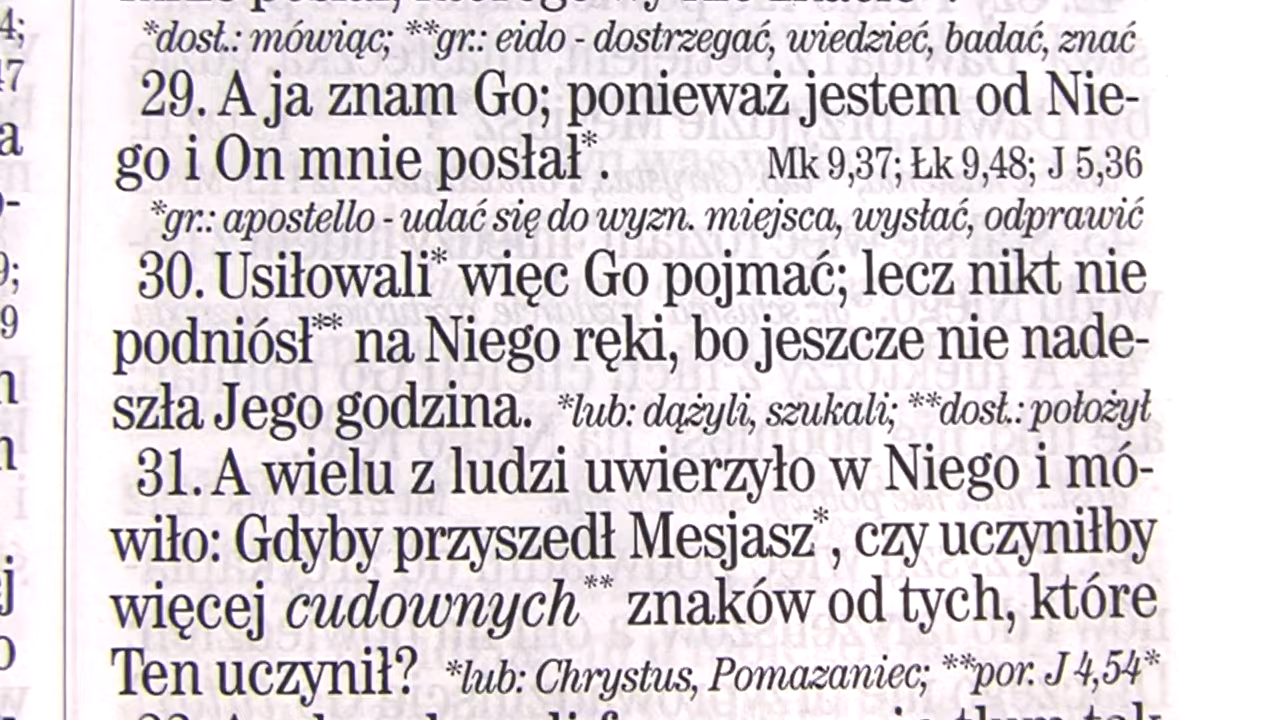 *dosł.: mówiąc; **gr.: eido - dostrzegać, wiedzieć, badać, znać
29. A ja znam Go; ponieważ jestem od Nie-
go i On mnie posłał*. Mk 9,37; Łk 9,48; J 5,36
*gr.: apostello - udać się do wyzn. miejsca, wysłać, odprawić
30. Usiłowali* więc Go pojmać; lecz nikt nie
podniósł** na Niego ręki, bo jeszcze nie nade-
szła Jego godzina. *lub: dążyli, szukali; **dosł.: położył
31. A wielu z ludzi uwierzyło w Niego i mó-
wiło: Gdyby przyszedł Mesjasz*, czy uczyniłby
więcej cudownych** znaków od tych, które
Ten uczynił? *lub: Chrystus, Pomazaniec; **por. J 4,54*